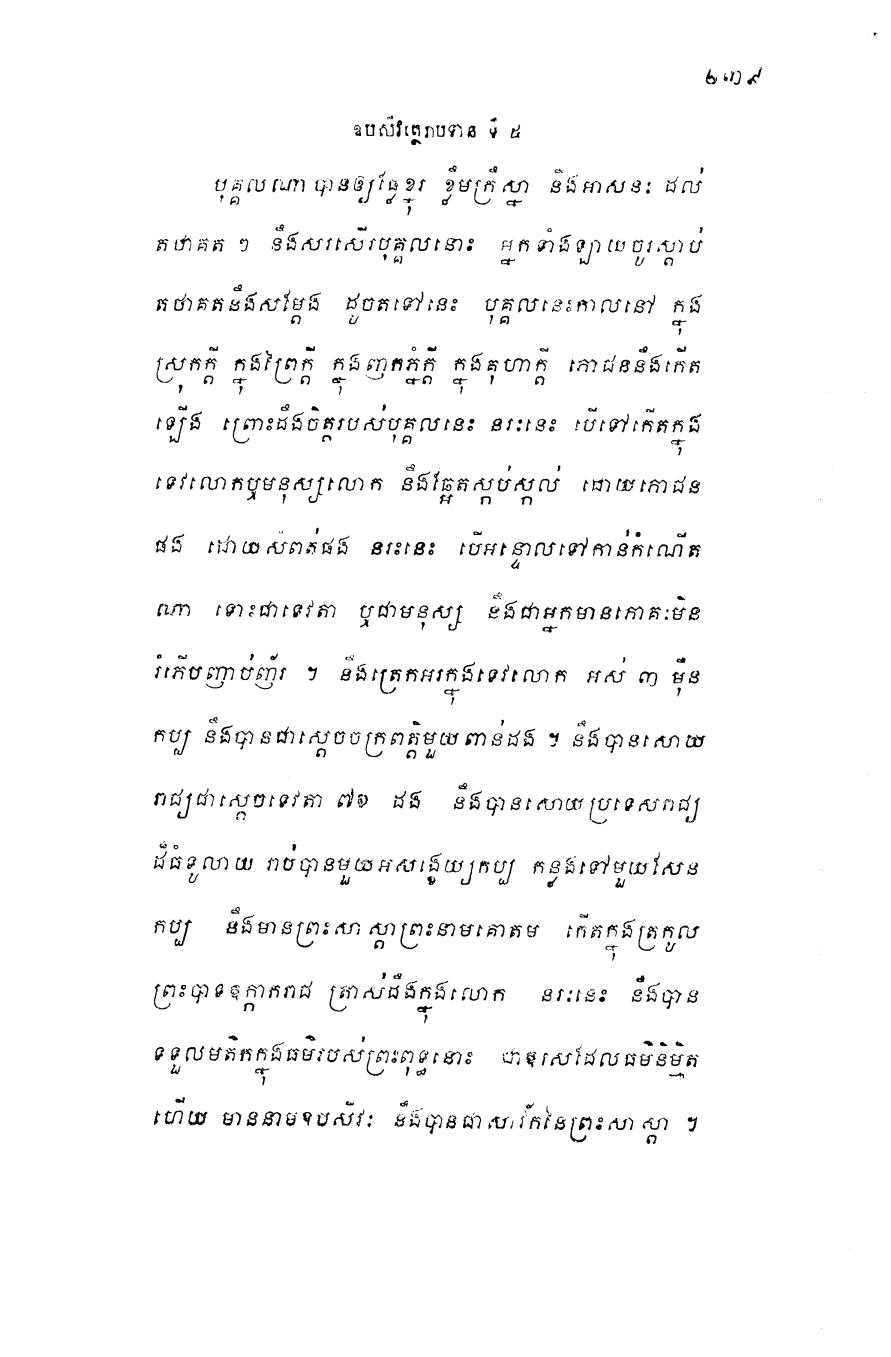 ២៣៩
ឧបសីវត្ថេរាបទាន ទី ៥
បុគ្គលណាបានឲ្យផ្ទៃខ្នុរ ខ្ទឹមក្រឹស្នា និងអាសនះ ដល់
តថាគត ៗ នឹងសរសើរបុគ្គលនោះ អ្នកទាំងឡាយចូរស្តាប់
តថាគតនឹងសម្តែង ដូចតទៅនេះ បុគ្គលនេះកាលនៅ ក្នុង
ស្រុកក្តី ក្នុងព្រៃក្តី ក្នុងញកភ្នំក្តី ក្នុងគុហាក្តី ភោជននឹងកើត
ឡើង ព្រោះដឹងចិត្តរបស់បុគ្គលនេះ នរៈនេះ បើទៅកើតក្នុង
ទេវលោកឬមនុស្សលោក នឹងឆ្អែតស្កប់ស្កល់ ដោយភោជន
ផង ដោយសំពត់ផង នរៈនេះ បើអន្ទោលទៅកាន់កំណើត
ណា ទោះជាទេវតា ឬជាមនុស្ស នឹងជាអ្នកមានភោគៈមិន
រំភើបញាប់ញ័រ ។ នឹងត្រេកអរក្នុងទេវលោក អស់ ៣ ម៉ឺន
កប្ប នឹងបានជាស្តេចចក្រពត្តិមួយពាន់ដង ។ នឹងបានសោយ
រាជ្យជាស្តេចទេវតា ៧១ ដង នឹងបានសោយប្រទេសរាជ្យ
ដ៏ធំទូលាយ រាប់បានមួយអសង្ខេយ្យកប្ប កន្លងទៅមួយសែន
កប្ប នឹងមានព្រះសាស្តាព្រះនាមគោតម កើតក្នុងត្រកូល
ព្រះបាទឧក្កាករាជ ត្រាស់ដឹងក្នុងលោក នរៈនេះ នឹងបាន
ទទួលមតិកក្នុងធម៌របស់ព្រះពុទ្ធនោះ ជាឱរសដែលធម៌និម្មិត
ហើយ មាននាមឧបសីវៈ នឹងបានជាសាវ័កនៃព្រះសាស្តា ។